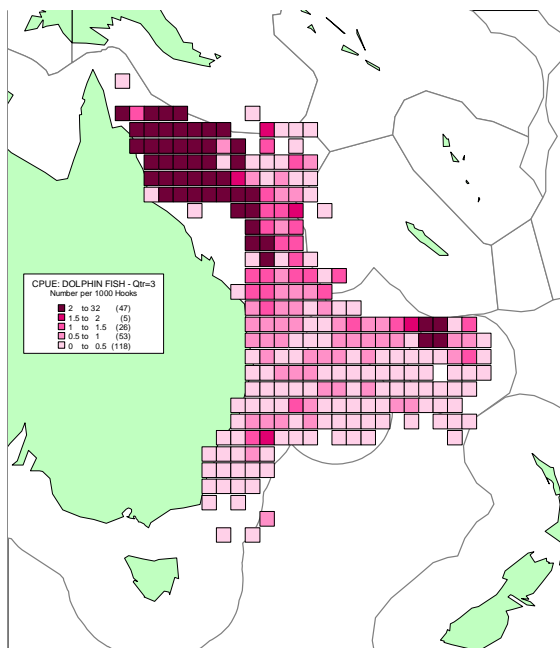 CPUE: DOLPHIN FISH - Qtr=3
Number per 1000 Hooks
2 to 32 (47)
1.5 to 2 (5)
1 to 1.5 (26)
0.5 to 1 (53)
0 to 0.5 (118)